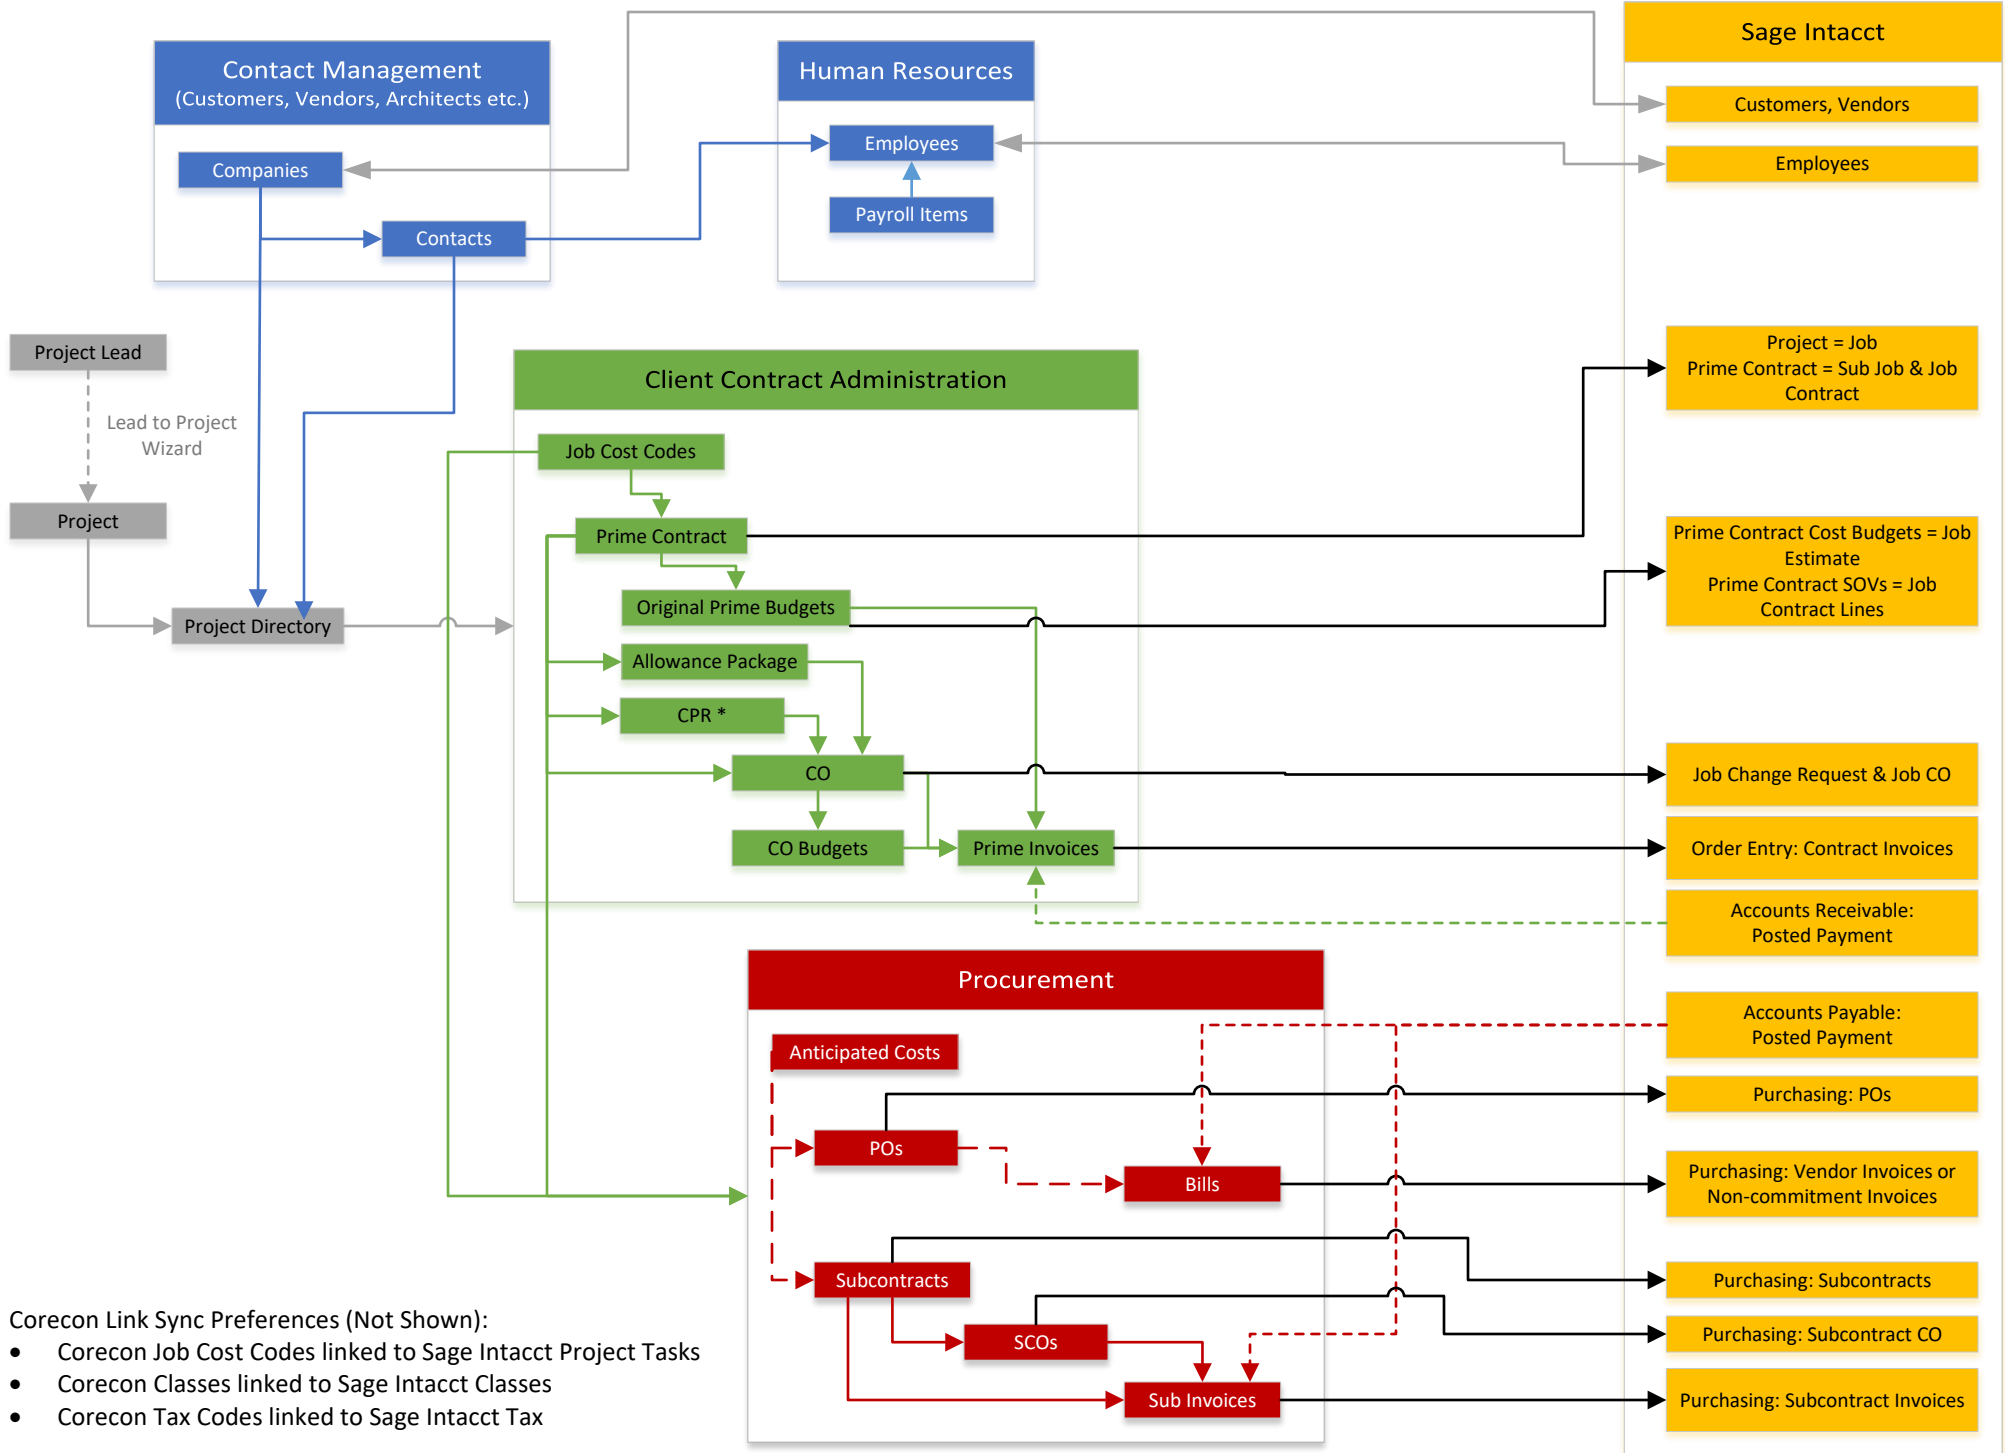 Sage Intacct
Contact Management
(Customers, Vendors, Architects etc.)
Human Resources
Customers, Vendors
Employees
Companies
Employees
Payroll Items
Contacts
Project Lead
Lead to Project
Wizard
Project
Project Directory
Client Contract Administration
Job Cost Codes
Prime Contract
Original Prime Budgets
Allowance Package
CPR *
CO
CO Budgets
Prime Invoices
Project = Job
Prime Contract = Sub Job & Job
Contract
Prime Contract Cost Budgets = Job
Estimate
Prime Contract SOVs = Job
Contract Lines
Job Change Request & Job CO
Order Entry: Contract Invoices
Accounts Receivable:
Posted Payment
Procurement
Anticipated Costs
POs
Bills
Subcontracts
SCOs
Sub Invoices
Accounts Payable:
Posted Payment
Purchasing: POs
Purchasing: Vendor Invoices or
Non-commitment Invoices
Purchasing: Subcontracts
Purchasing: Subcontract CO
Purchasing: Subcontract Invoices
Corecon Link Sync Preferences (Not Shown):
• Corecon Job Cost Codes linked to Sage Intacct Project Tasks
• Corecon Classes linked to Sage Intacct Classes
• Corecon Tax Codes linked to Sage Intacct Tax